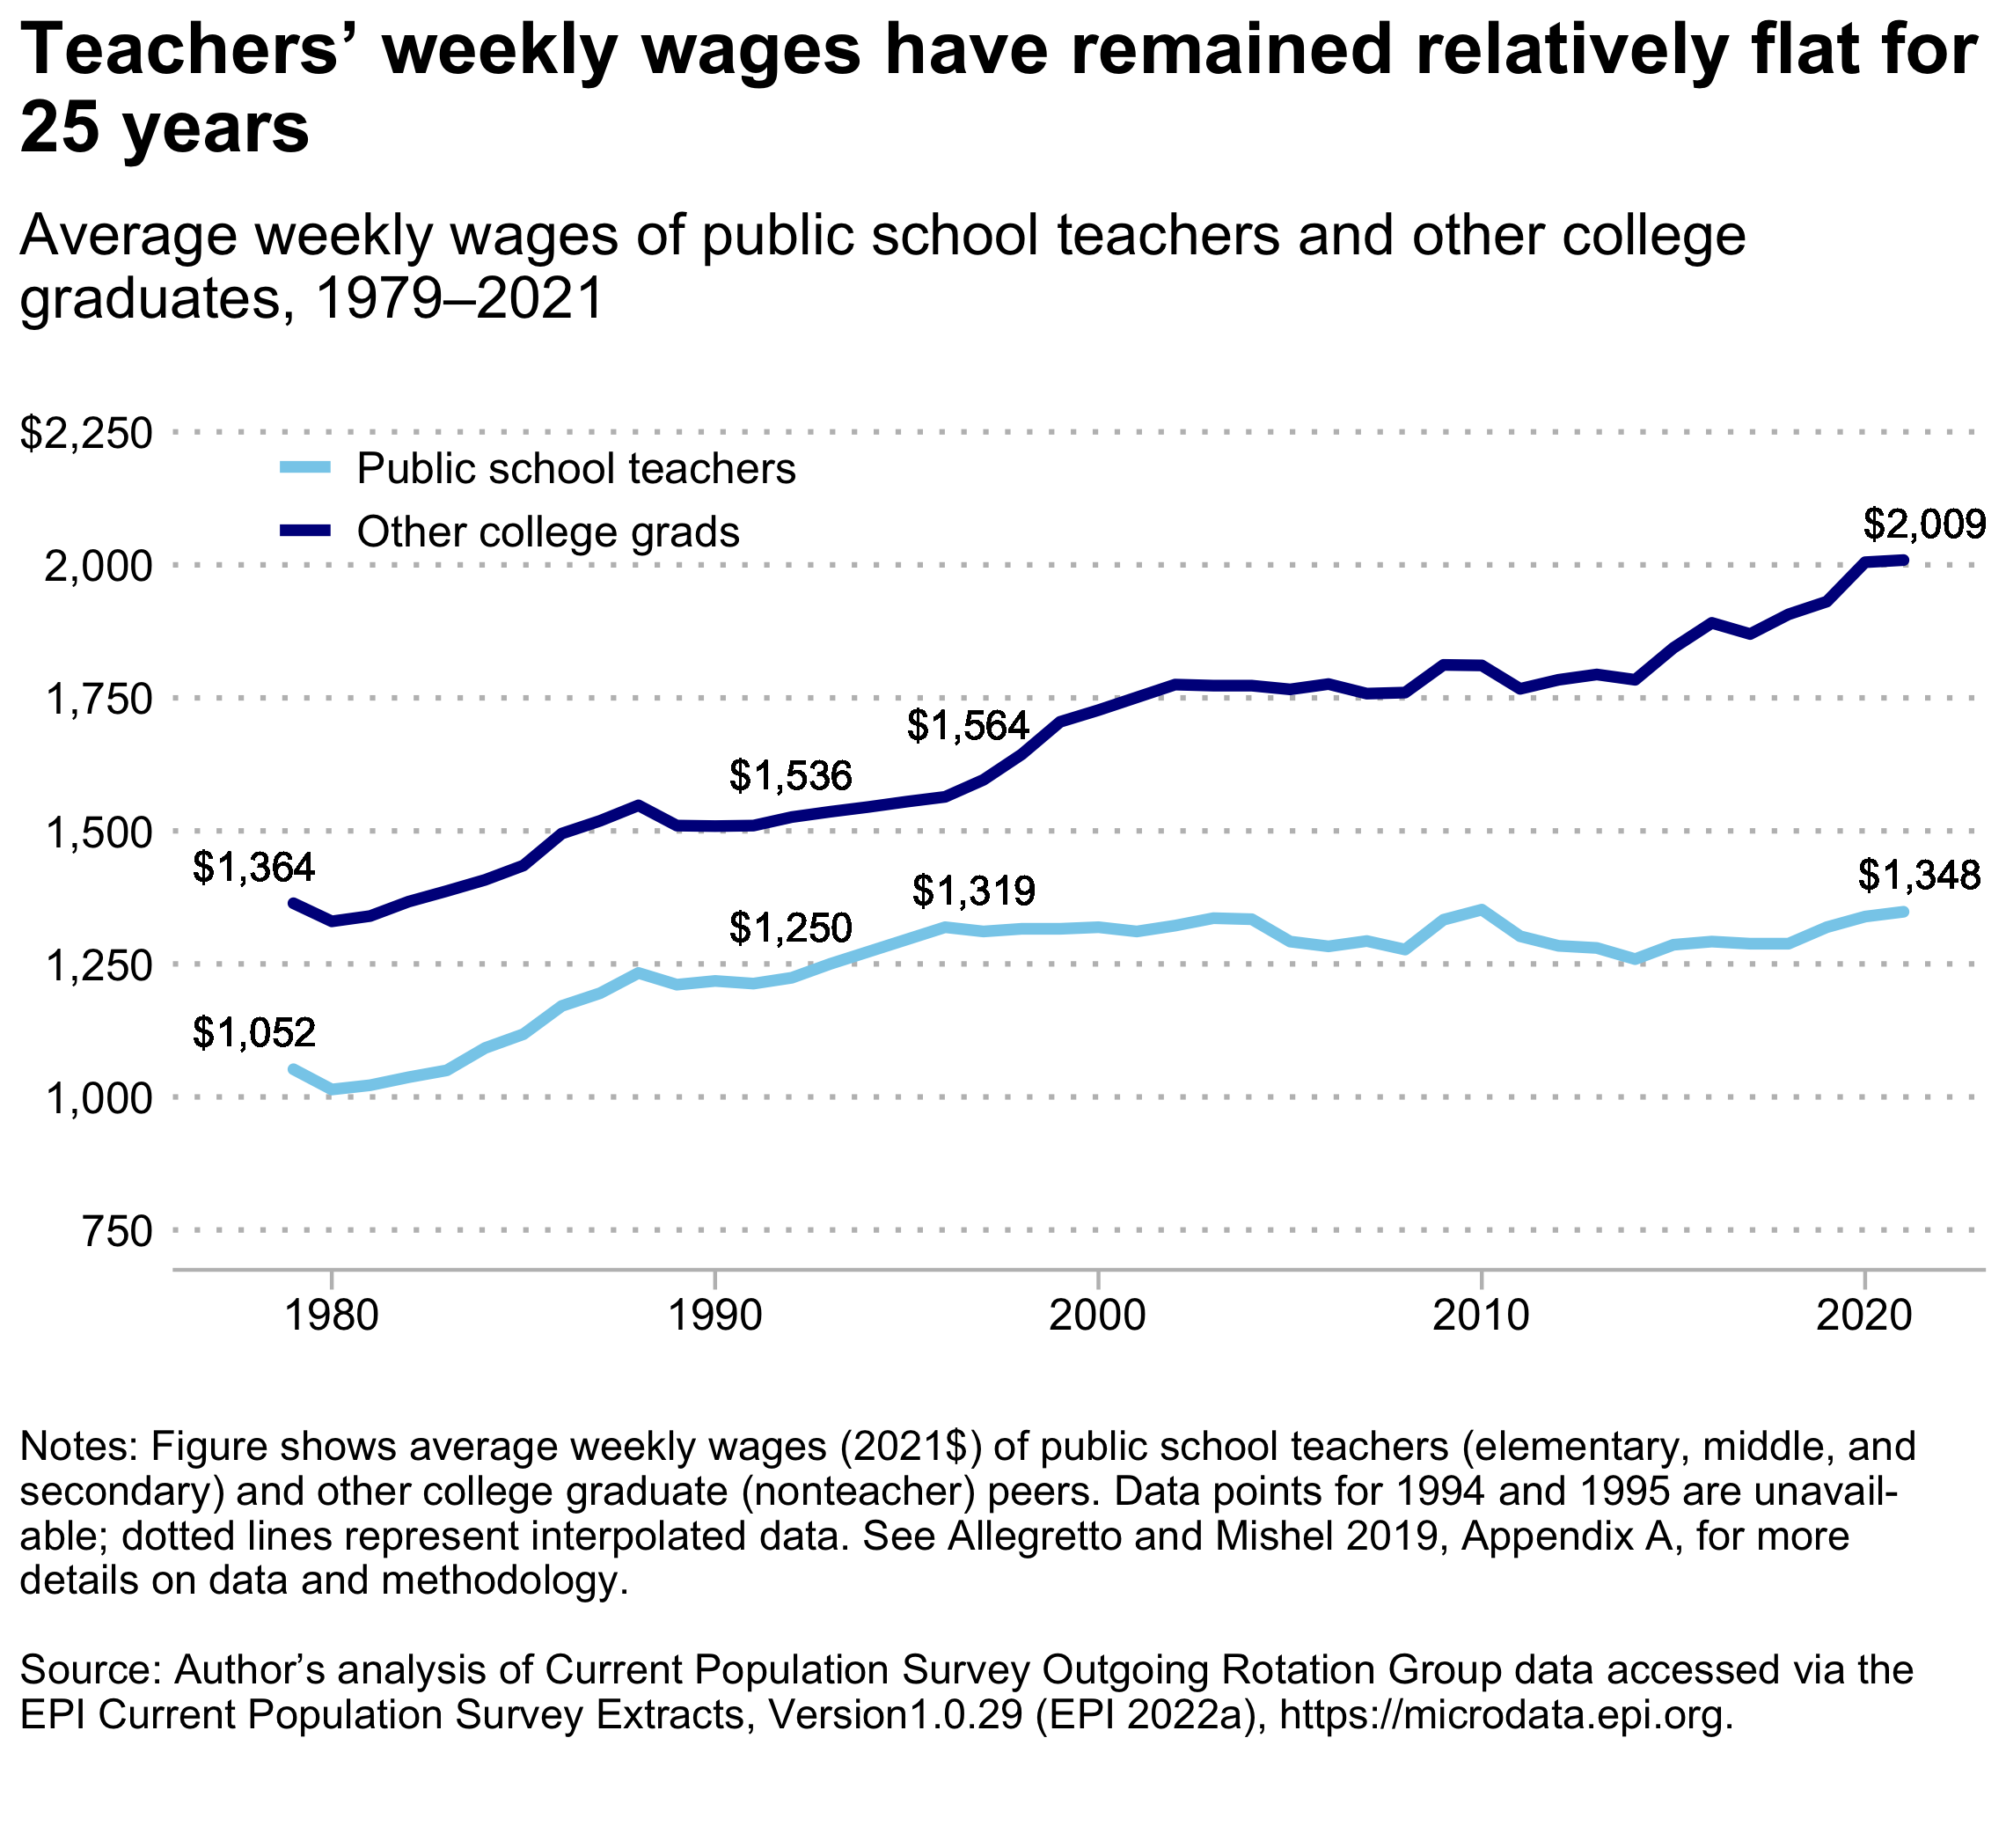 Teachers’ weekly wages have remained relatively flat for
25 years
Average weekly wages of public school teachers and other college
graduates, 1979–2021
$2,250
Public school teachers
Other college grads
$2,009
2,000
1,750
$1,564
$1,536
1,500
$1,364
$1,319
$1,348
$1,250
1,250
$1,052
1,000
750
1980
1990
2000
2010
2020
Notes: Figure shows average weekly wages (2021$) of public school teachers (elementary, middle, and
secondary) and other college graduate (nonteacher) peers. Data points for 1994 and 1995 are unavail-
able; dotted lines represent interpolated data. See Allegretto and Mishel 2019, Appendix A, for more
details on data and methodology.
Source: Author’s analysis of Current Population Survey Outgoing Rotation Group data accessed via the
EPI Current Population Survey Extracts, Version1.0.29 (EPI 2022a), https://microdata.epi.org.